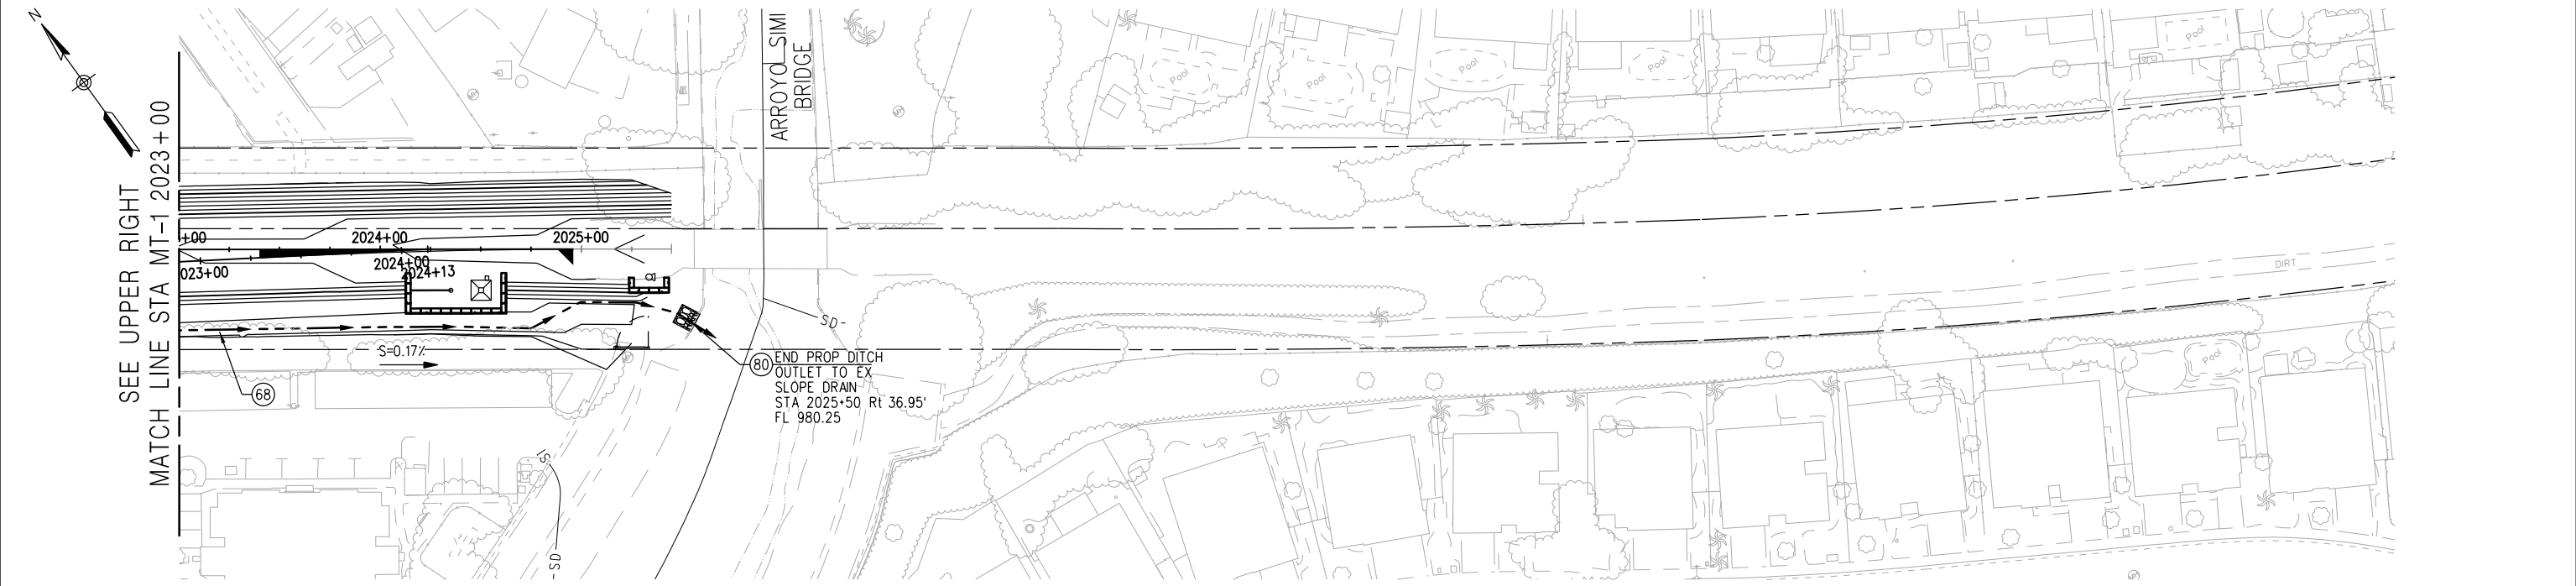 N
SEE UPPER RIGHT
MATCH LINE STA MT-1 2023+00
ARROYO SIMI
BRIDGE
Pool
Pool
Pool
Pool
Pool
+00
2024+00
2025+00
023+00
2024+00
2024+13
DIRT
SD
S=0.17%
68
80
END PROP DITCH
OUTLET TO EX
SLOPE DRAIN
STA 2025+50 Rt 36.95'
FL 980.25
Pool
SD